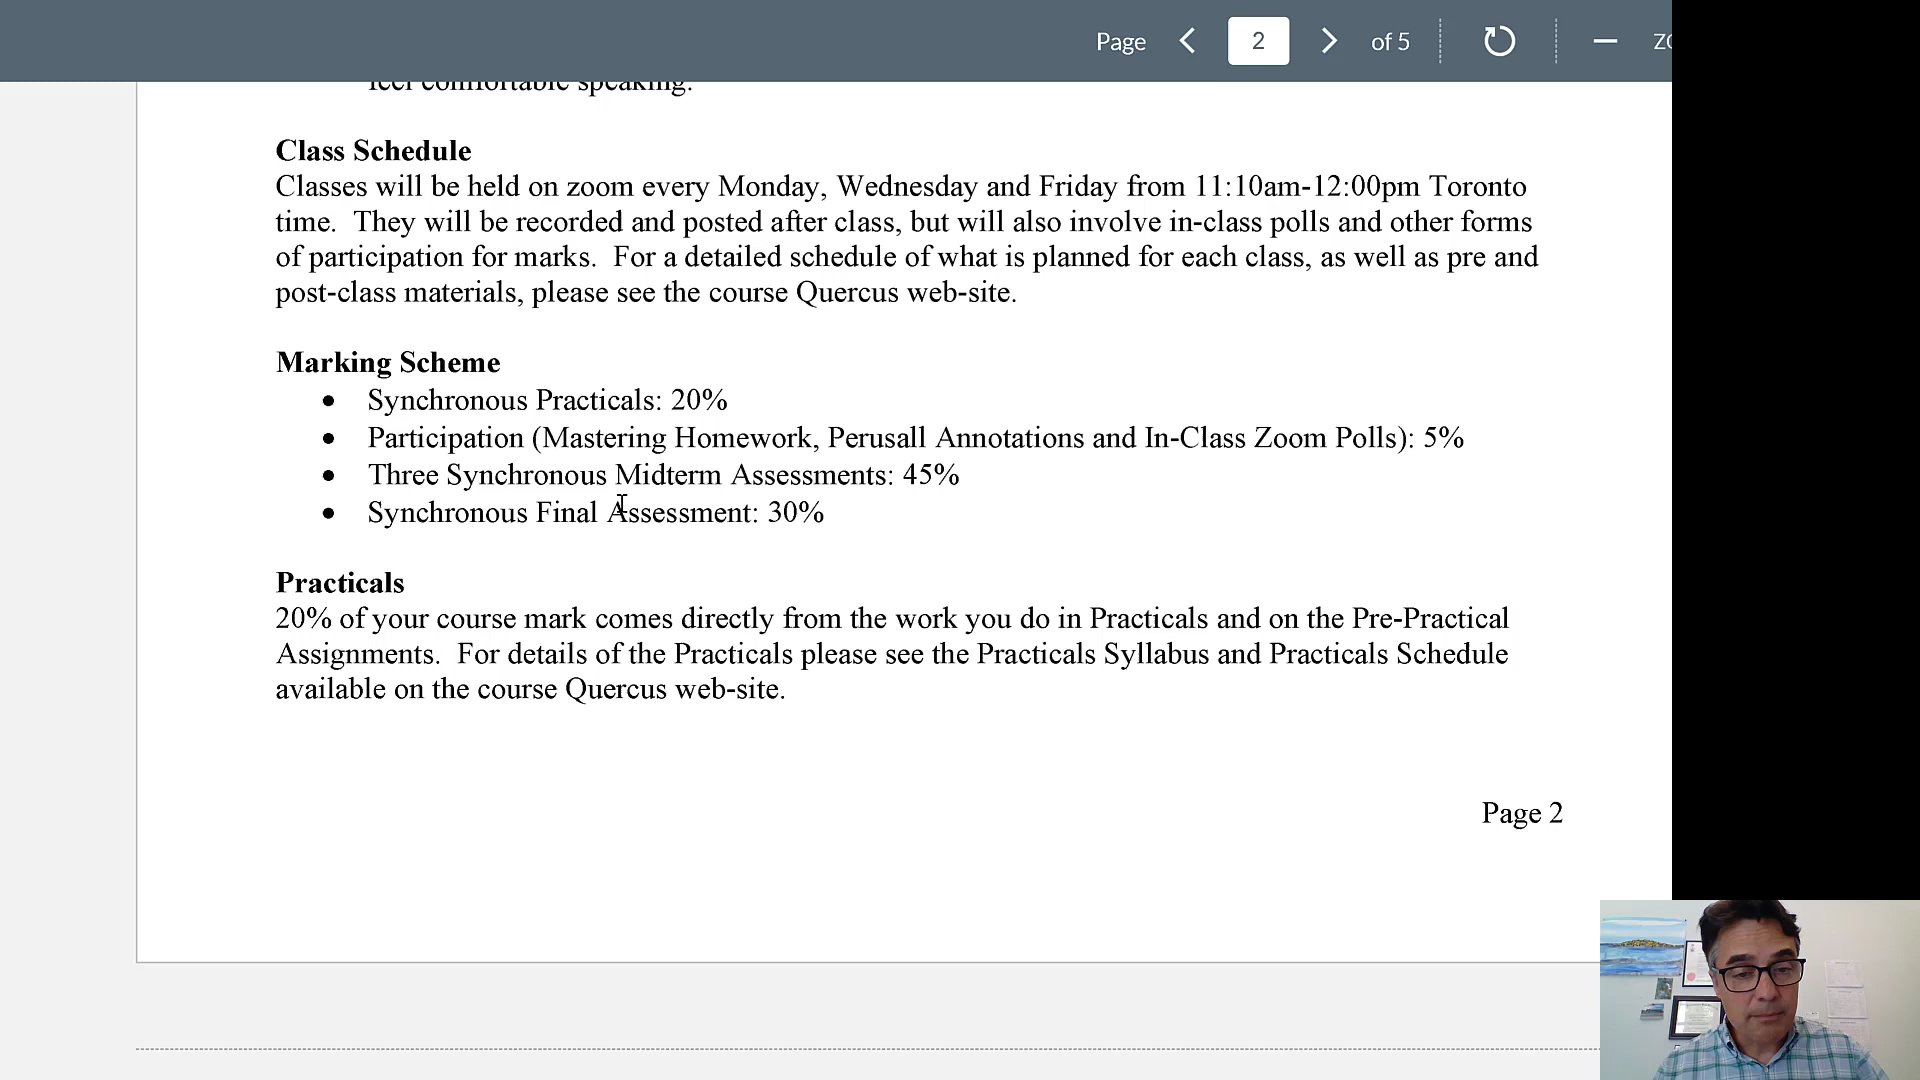 Page 2 of 5
feel comfortable speaking.
Class Schedule
Classes will be held on zoom every Monday, Wednesday and Friday from 11:10am-12:00pm Toronto
time.  They will be recorded and posted after class, but will also involve in-class polls and other forms
of participation for marks.  For a detailed schedule of what is planned for each class, as well as pre and
post-class materials, please see the course Quercus web-site.
Marking Scheme
• Synchronous Practicals: 20%
• Participation (Mastering Homework, Perusall Annotations and In-Class Zoom Polls): 5%
• Three Synchronous Midterm Assessments: 45%
• Synchronous Final Assessment: 30%
Practicals
20% of your course mark comes directly from the work you do in Practicals and on the Pre-Practical
Assignments.  For details of the Practicals please see the Practicals Syllabus and Practicals Schedule
available on the course Quercus web-site.
Page 2